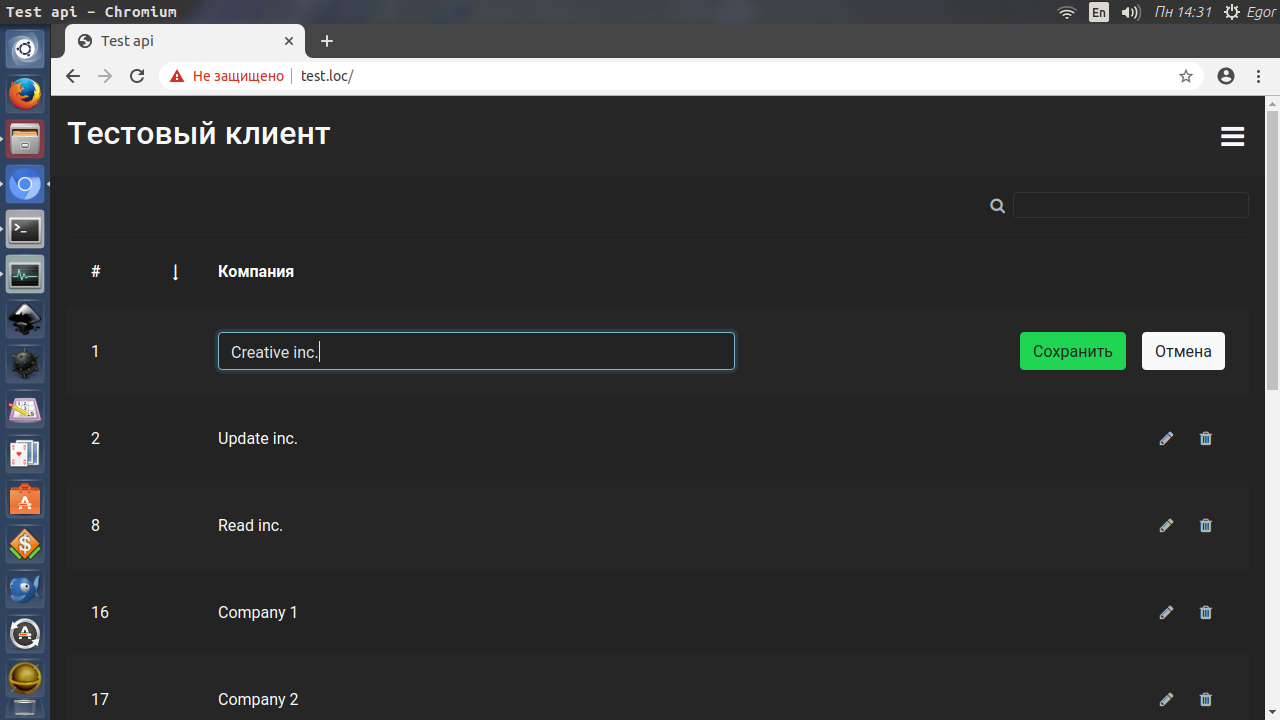 Test api – Chromium
En
Пн 14:31
Egor
Test api
Не защищено
test.loc/
Тестовый клиент
# Компания
1 Creative inc. Сохранить Отмена
2 Update inc.
8 Read inc.
16 Company 1
17 Company 2